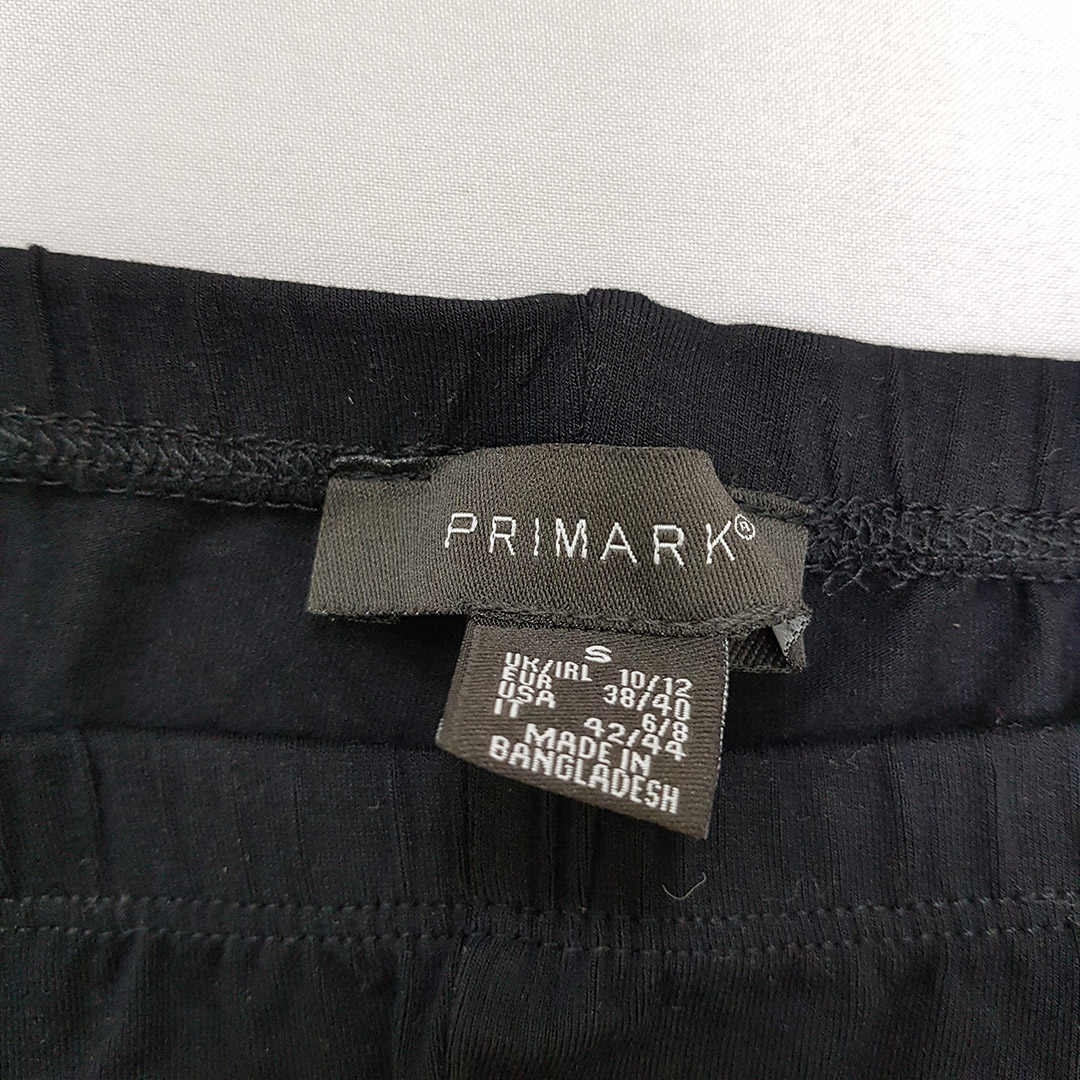 PRIMARK®
S
UK/IRL 10/12
EUR 38/40
USA 6/8
IT 42/44
MADE IN
BANGLADESH